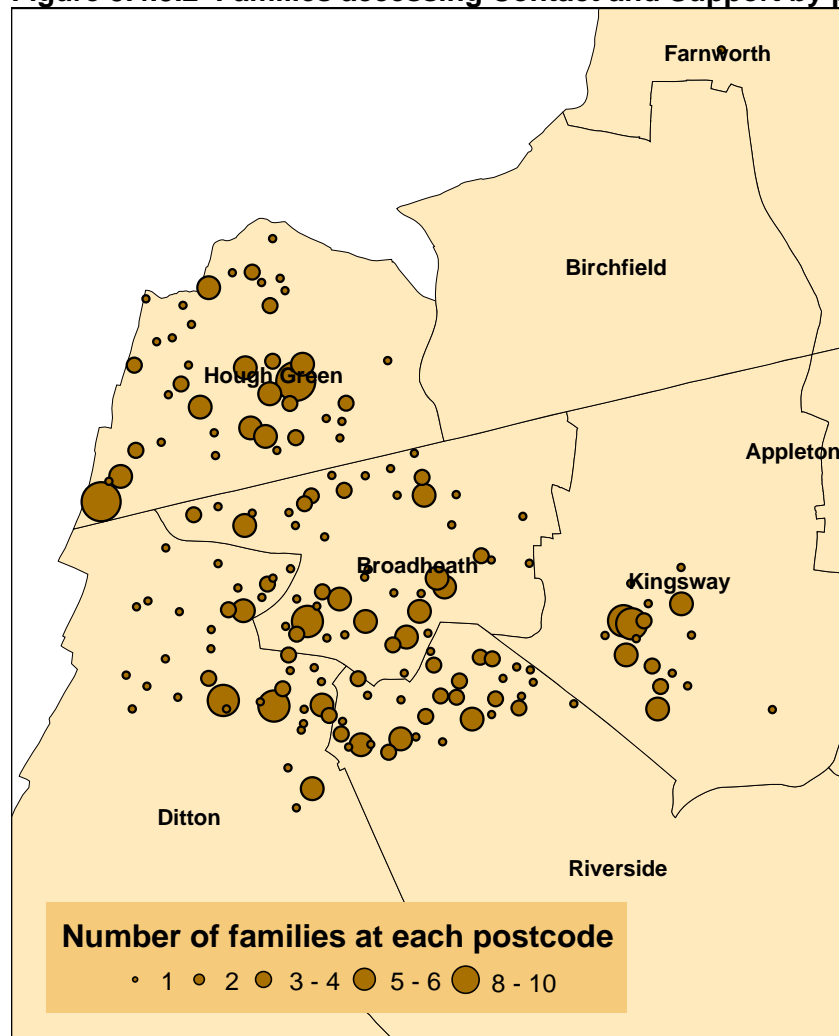 Farnworth
Birchfield
Hough Green
Appleton
Broadheath
Kingsway
Ditton
Riverside
Number of families at each postcode
1 2 3 - 4 5 - 6 8 - 10